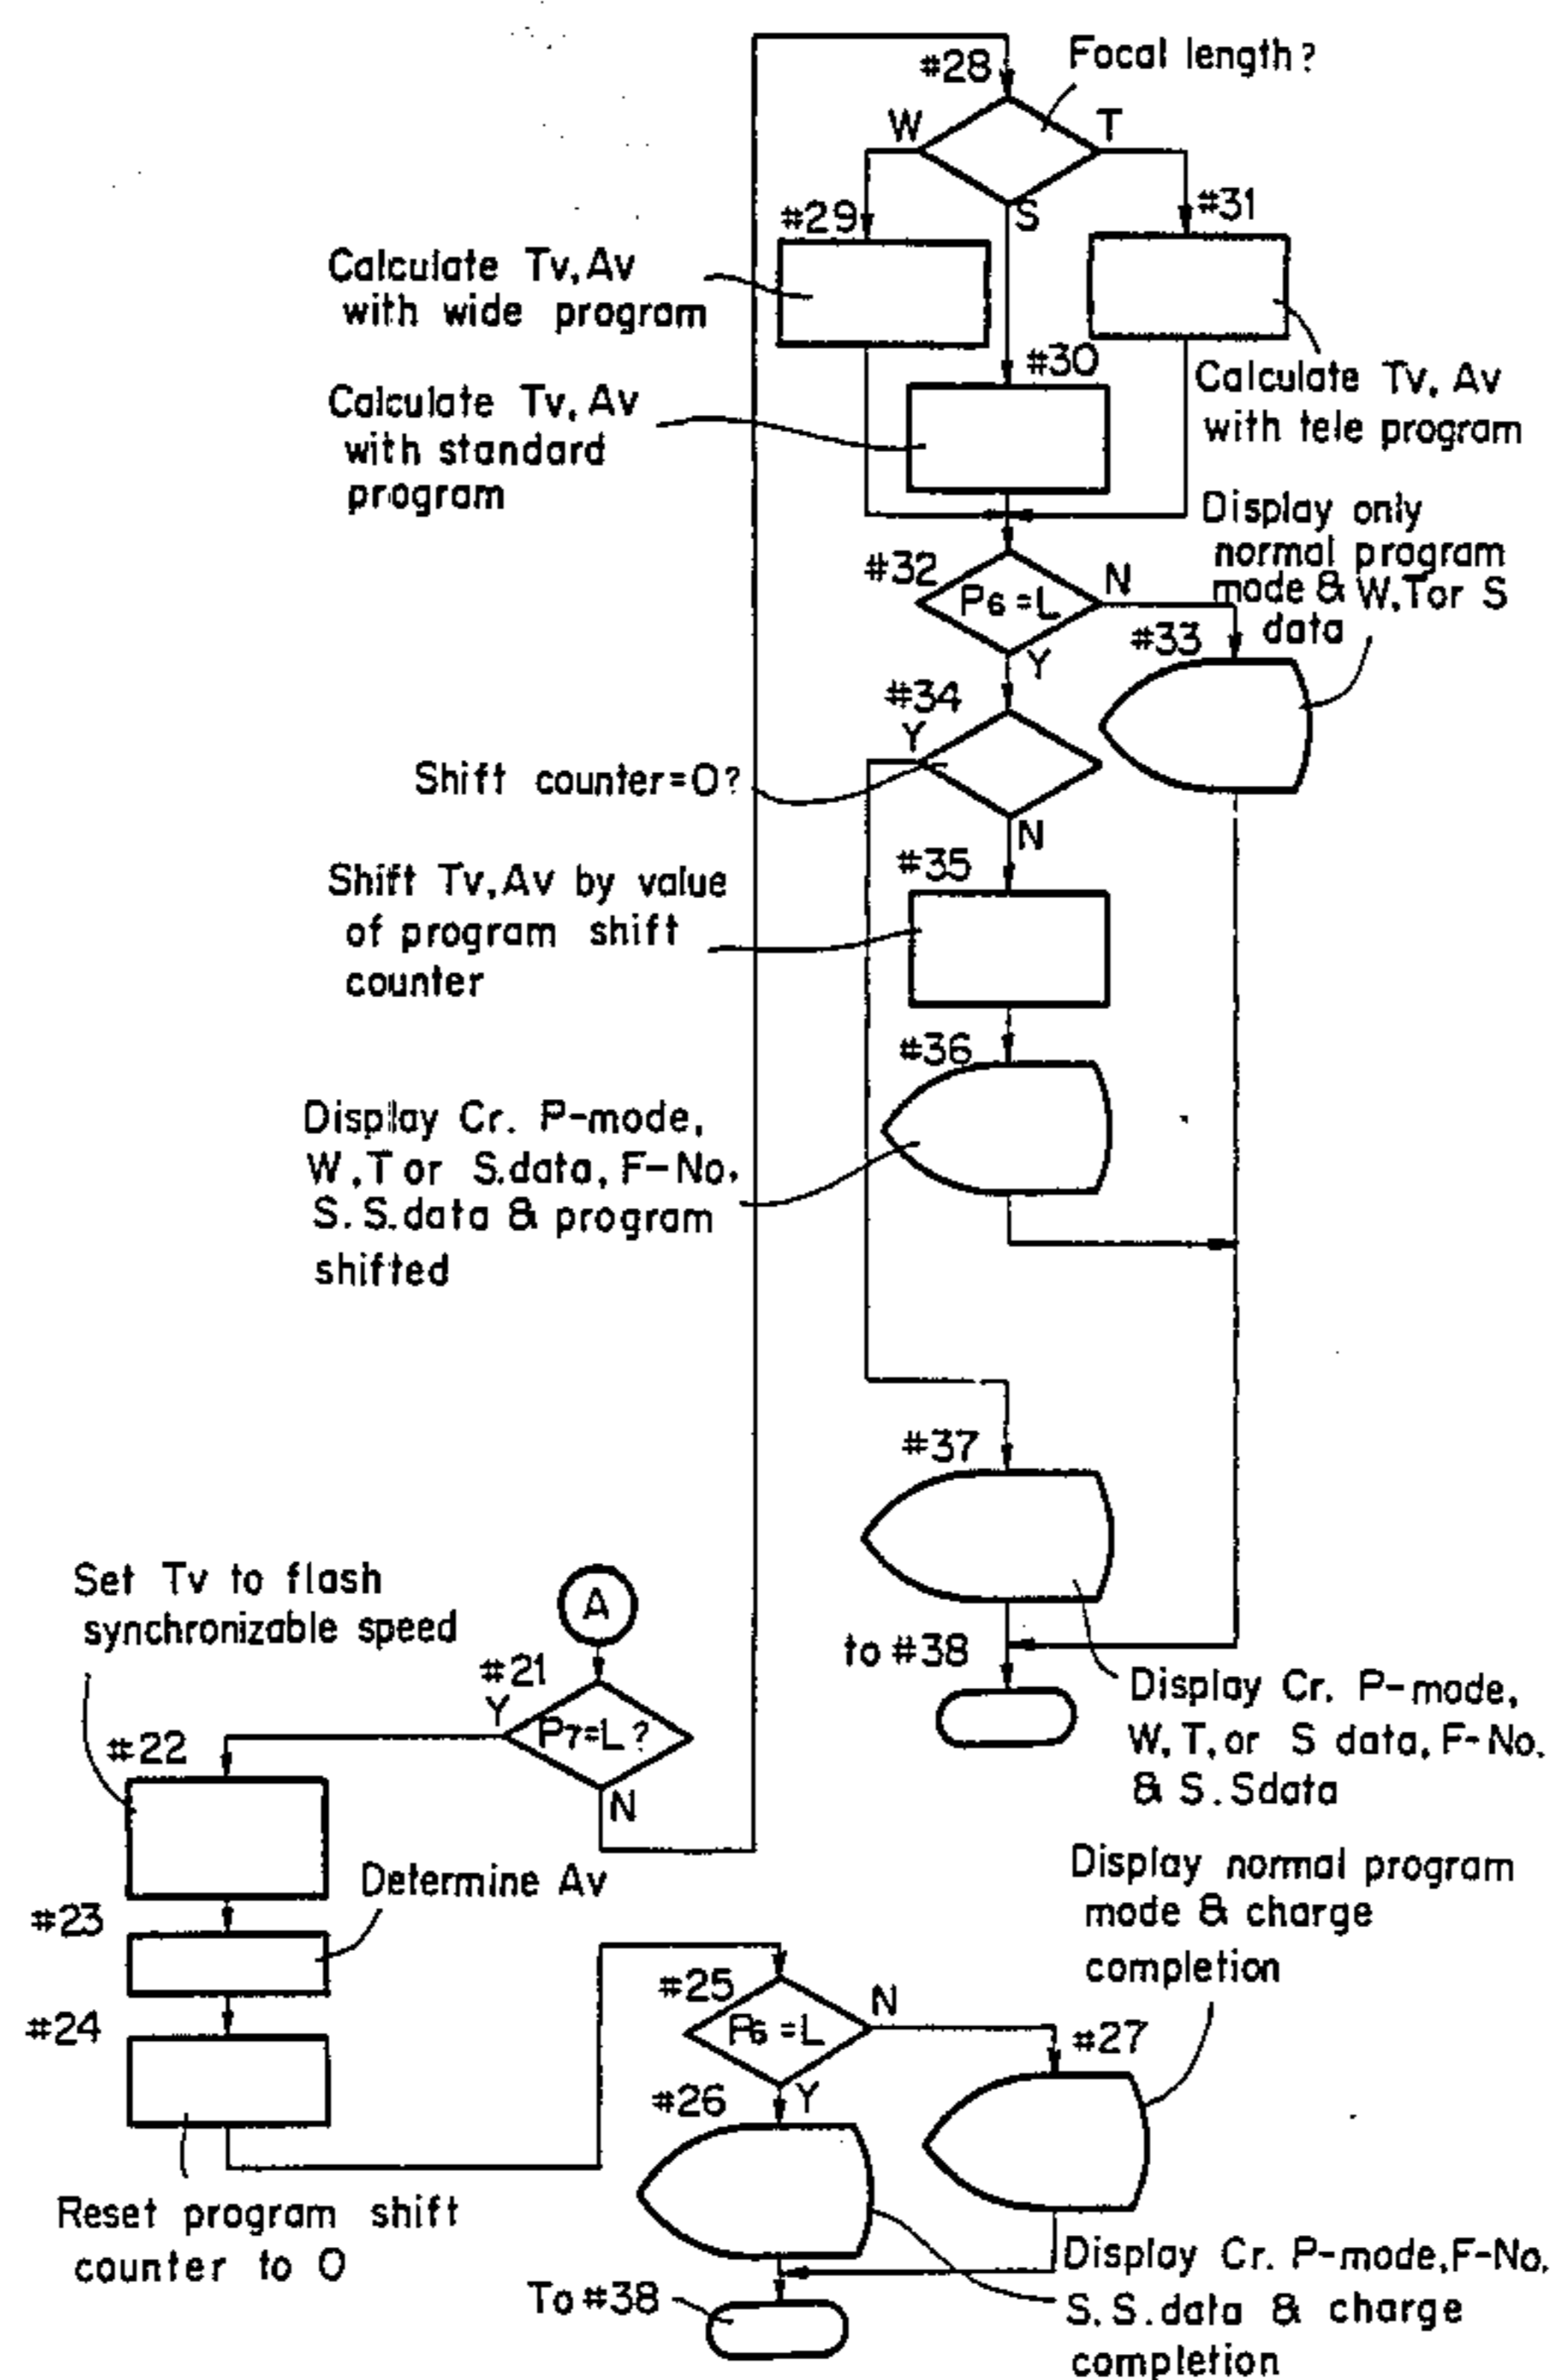 #28
Focal length?
W
T
S
#29
#31
Calculate Tv, Av
with wide program
#30
Calculate Tv, Av
with tele program
Calculate Tv, Av
with standard
program
Display only
normal program
mode & W,T or S
data
#32
P6=L
N
Y
#33
#34
Y
Shift counter=0?
N
#35
Shift Tv, Av by value
of program shift
counter
#36
Display Cr. P-mode,
W,T or S.data, F-No.
S.S.data & program
shifted
#37
to #38
Display Cr. P-mode,
W, T, or S data, F-No.
& S.Sdata
Set Tv to flash
synchronizable speed
A
#21
Y
P7=L?
N
#22
Determine Av
#23
#24
Reset program shift
counter to 0
#25
P6=L
N
Y
#26
#27
Display normal program
mode & charge
completion
To #38
Display Cr. P-mode, F-No.
S.S.data & charge
completion